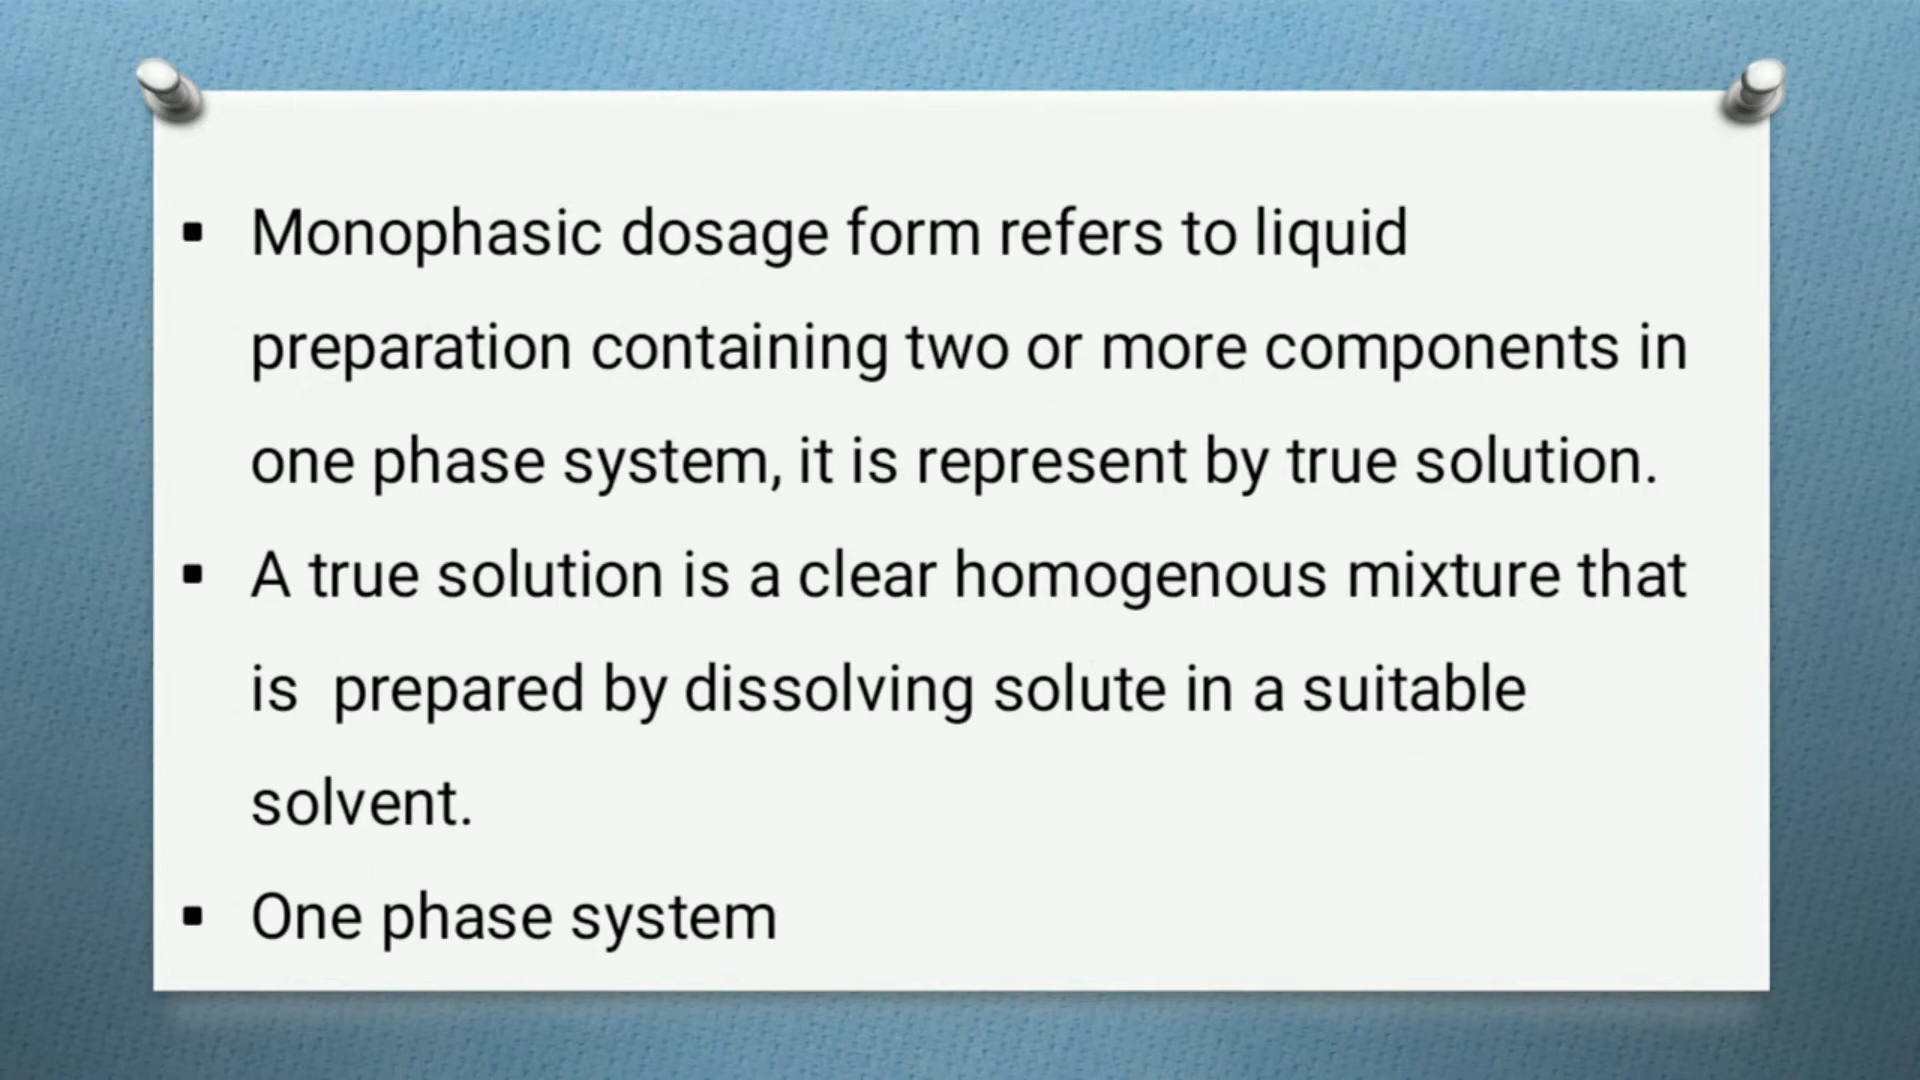 ▪ Monophasic dosage form refers to liquid
preparation containing two or more components in
one phase system, it is represent by true solution.
▪ A true solution is a clear homogenous mixture that
is  prepared by dissolving solute in a suitable
solvent.
▪ One phase system